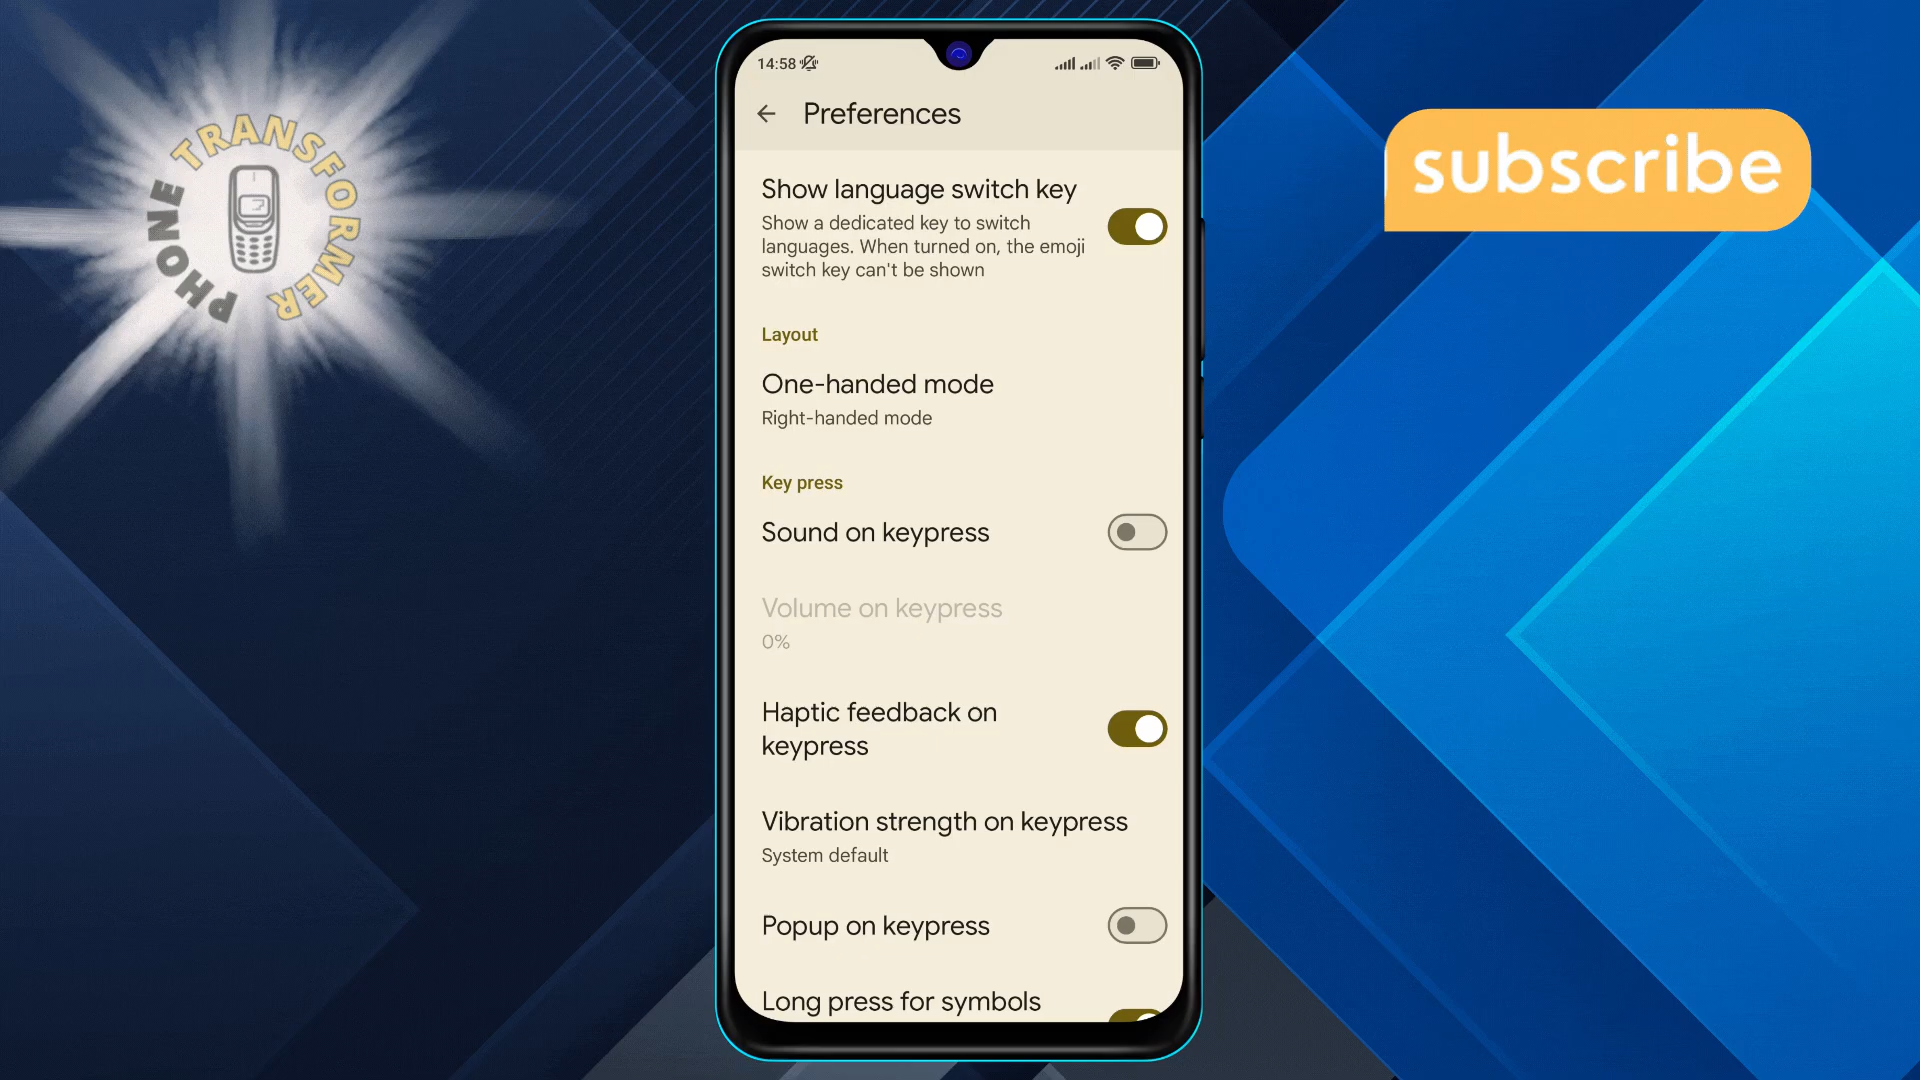 PHONE TRANSFORMER
14:58
Preferences
subscribe
Show language switch key
Show a dedicated key to switch
languages. When turned on, the emoji
switch key can't be shown
Layout
One-handed mode
Right-handed mode
Key press
Sound on keypress
Volume on keypress
0%
Haptic feedback on
keypress
Vibration strength on keypress
System default
Popup on keypress
Long press for symbols